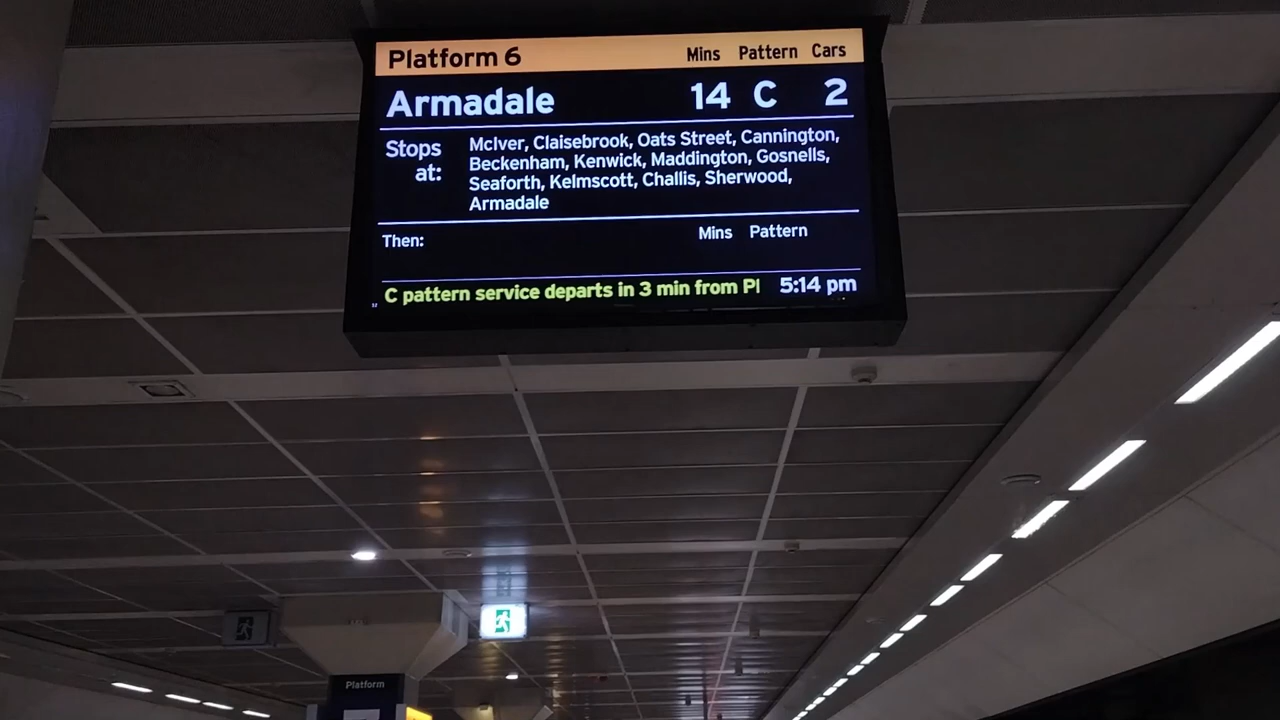 Platform 6 Mins Pattern Cars
Armadale 14 C 2
Stops at:
McIver, Claisebrook, Oats Street, Cannington,
Beckenham, Kenwick, Maddington, Gosnells,
Seaforth, Kelmscott, Challis, Sherwood,
Armadale
Then: Mins Pattern
C pattern service departs in 3 min from Pl 5:14 pm
Platform